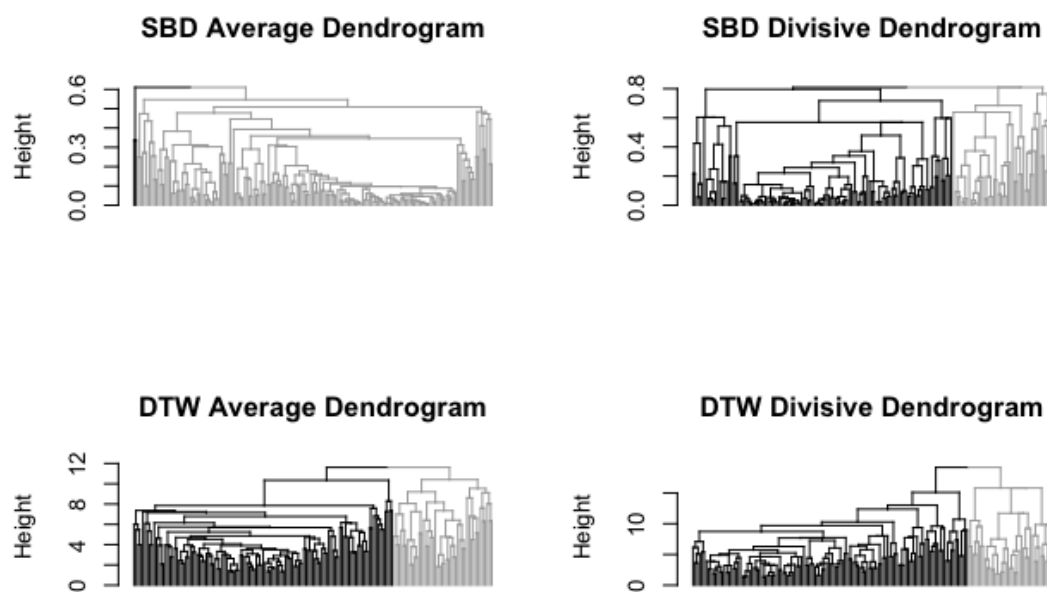 SBD Average Dendrogram
Height
0.0 0.3 0.6
SBD Divisive Dendrogram
Height
0.0 0.4 0.8
DTW Average Dendrogram
Height
0 4 8 12
DTW Divisive Dendrogram
Height
0 10